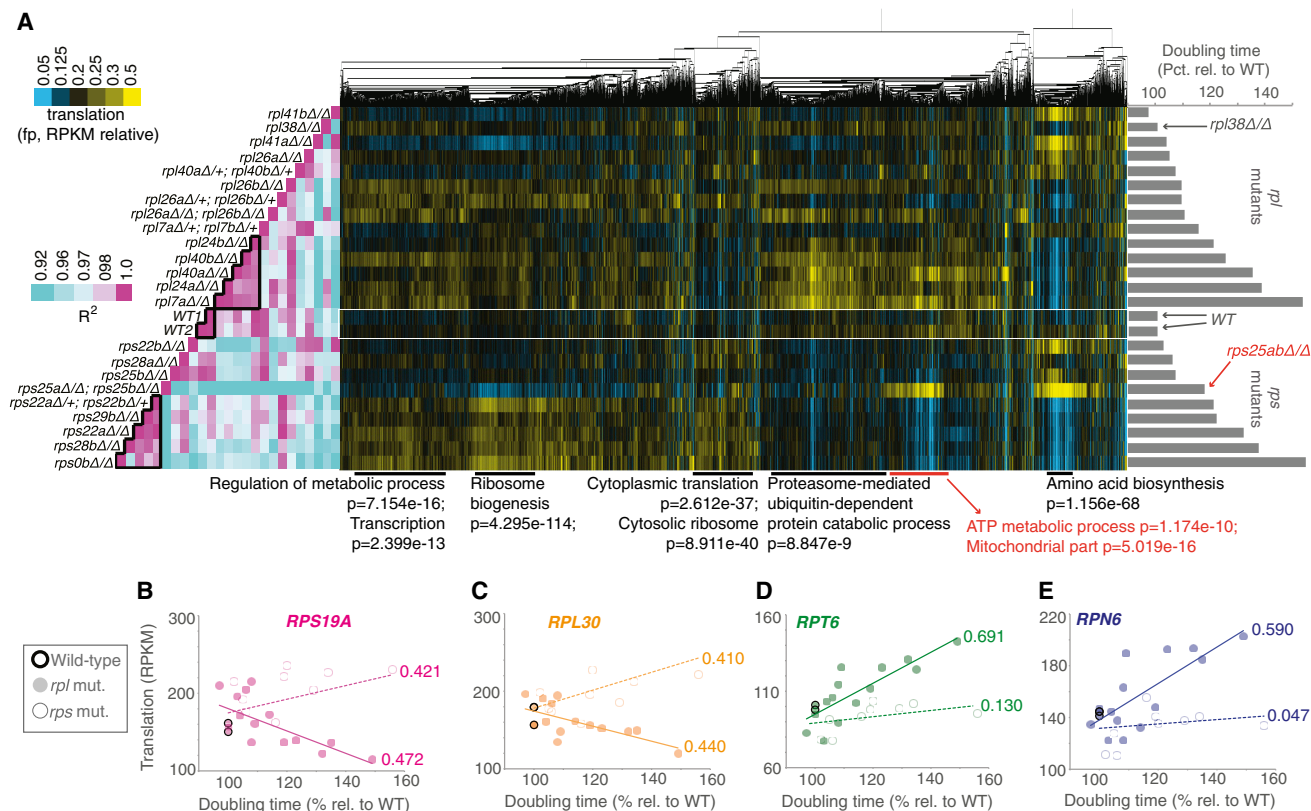 A
0.05
0.125
0.2
0.25
0.3
0.5
translation
(fp, RPKM relative)
Doubling time
(Pct. rel. to WT)
100 120 150
rpl41bΔ/Δ
rpl38Δ/Δ
rpl41aΔ/Δ
rpl26aΔ/Δ
rpl40aΔ/+; rpl40bΔ/+
rpl26bΔ/Δ
rpl26aΔ/+; rpl26bΔ/+
rpl26aΔ/Δ; rpl26bΔ/Δ
rpl7aΔ/+; rpl7bΔ/+
rpl24bΔ/Δ
rpl40bΔ/Δ
rpl40aΔ/Δ
rpl24aΔ/Δ
rpl7aΔ/Δ
WT1
WT2
rps22bΔ/Δ
rps28aΔ/Δ
rps25bΔ/Δ
rps25aΔ/Δ; rps25bΔ/Δ
rps22aΔ/+; rps22bΔ/+
rps29bΔ/Δ
rps22aΔ/Δ
rps28bΔ/Δ
rps0bΔ/Δ
0.92
0.96
0.97
098
1.0
R²
rpl38Δ/Δ
rpl
mutants
WT
rps25abΔ/Δ
rps
mutants
Regulation of metabolic process
p=7.154e-16;
Transcription
p=2.399e-13
Ribosome
biogenesis
p=4.295e-114;
Cytoplasmic translation
p=2.612e-37;
Cytosolic ribosome
p=8.911e-40
Proteasome-mediated
ubiquitin-dependent
protein catabolic process
p=8.847e-9
ATP metabolic process p=1.174e-10;
Mitochondrial part p=5.019e-16
Amino acid biosynthesis
p=1.156e-68
Wild-type
rpl mut.
rps mut.
B
RPS19A
Translation (RPKM)
300
200
100
0.421
0.472
100 120 140 160
Doubling time (% rel. to WT)
C
RPL30
300
200
100
0.410
0.440
100 120 140 160
Doubling time (% rel. to WT)
D
RPT6
160
100
60
0.691
0.130
100 120 140 160
Doubling time (% rel. to WT)
E
RPN6
220
180
140
100
0.590
0.047
100 120 140 160
Doubling time (% rel. to WT)